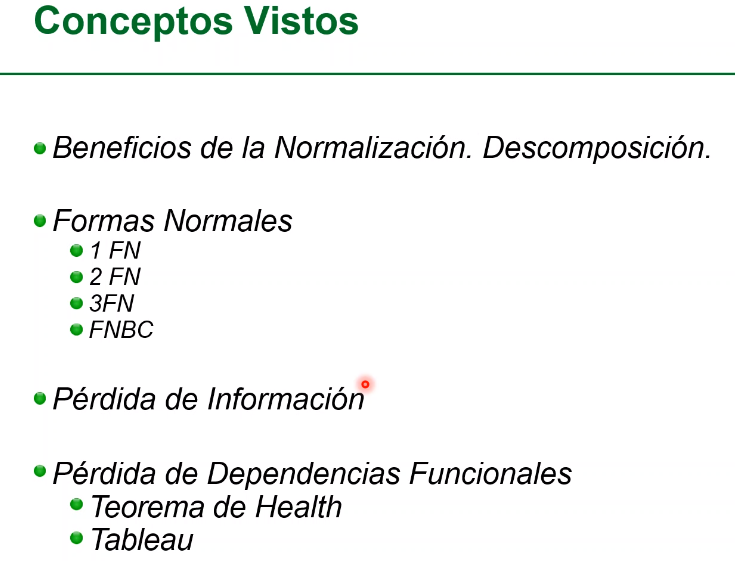 Conceptos Vistos
Beneficios de la Normalización. Descomposición.
Formas Normales
1 FN
2 FN
3FN
FNBC
Pérdida de Información
Pérdida de Dependencias Funcionales
Teorema de Health
Tableau